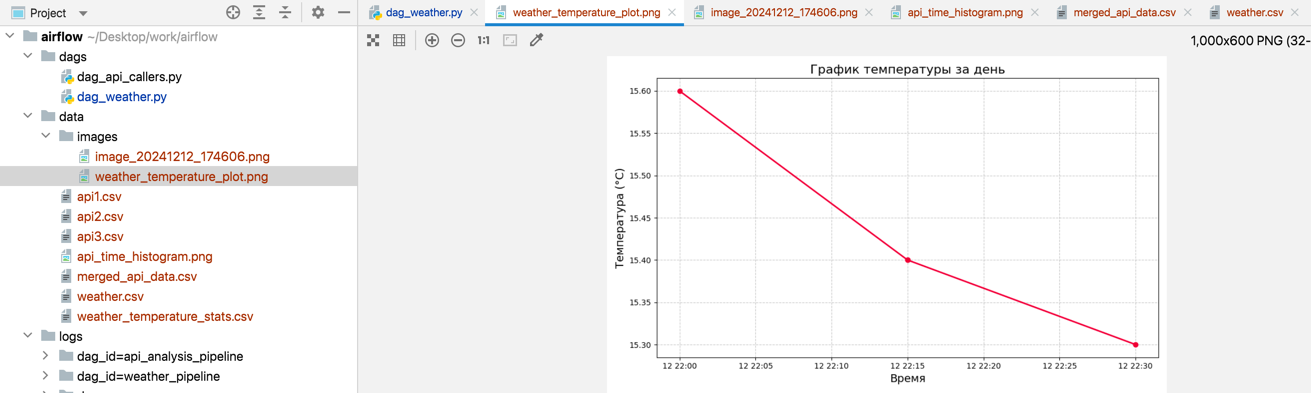 Project
dag_weather.py
weather_temperature_plot.png
image_20241212_174606.png
api_time_histogram.png
merged_api_data.csv
weather.csv
airflow ~/Desktop/work/airflow
dags
dag_api_callers.py
dag_weather.py
data
images
image_20241212_174606.png
weather_temperature_plot.png
api1.csv
api2.csv
api3.csv
api_time_histogram.png
merged_api_data.csv
weather.csv
weather_temperature_stats.csv
logs
dag_id=api_analysis_pipeline
dag_id=weather_pipeline
1:1
1,000x600 PNG (32-
График температуры за день
Температура (°C)
15.60
15.55
15.50
15.45
15.40
15.35
15.30
12 22:00
12 22:05
12 22:10
12 22:15
12 22:20
12 22:25
12 22:30
Время